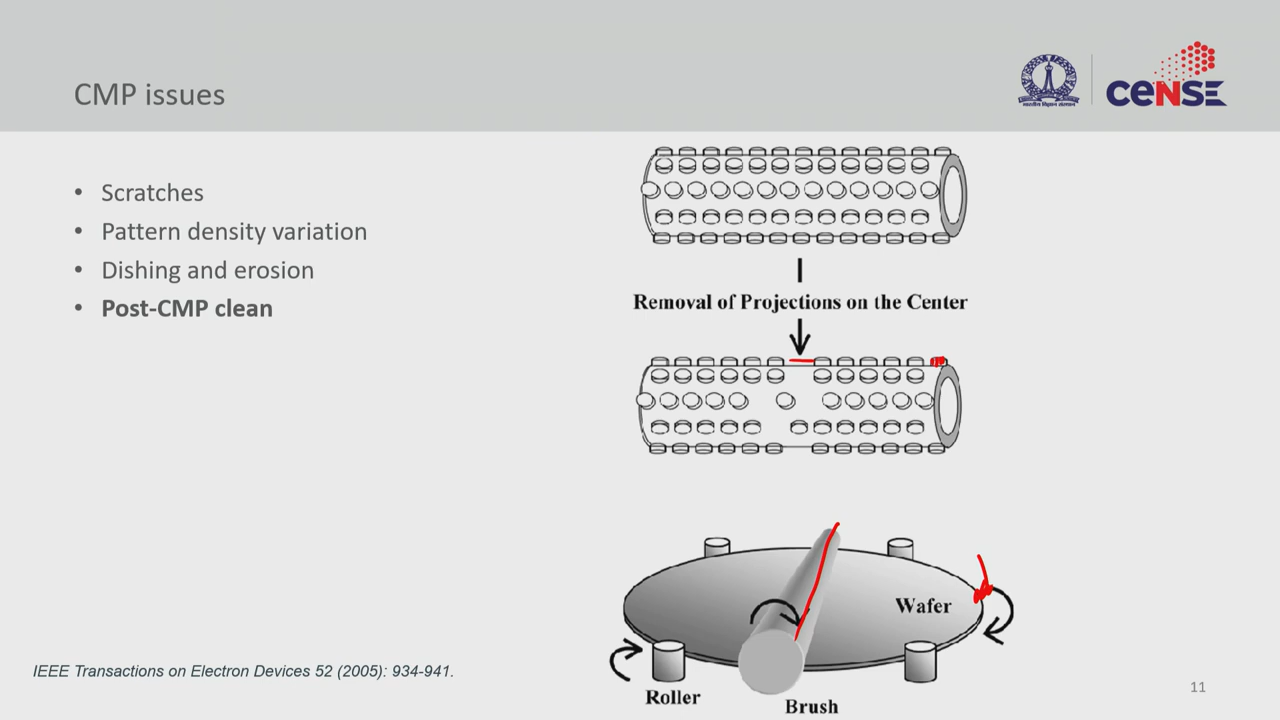 CMP issues
CeNSE
• Scratches
• Pattern density variation
• Dishing and erosion
• Post-CMP clean
Removal of Projections on the Center
Wafer
Roller
Brush
IEEE Transactions on Electron Devices 52 (2005): 934-941.
11